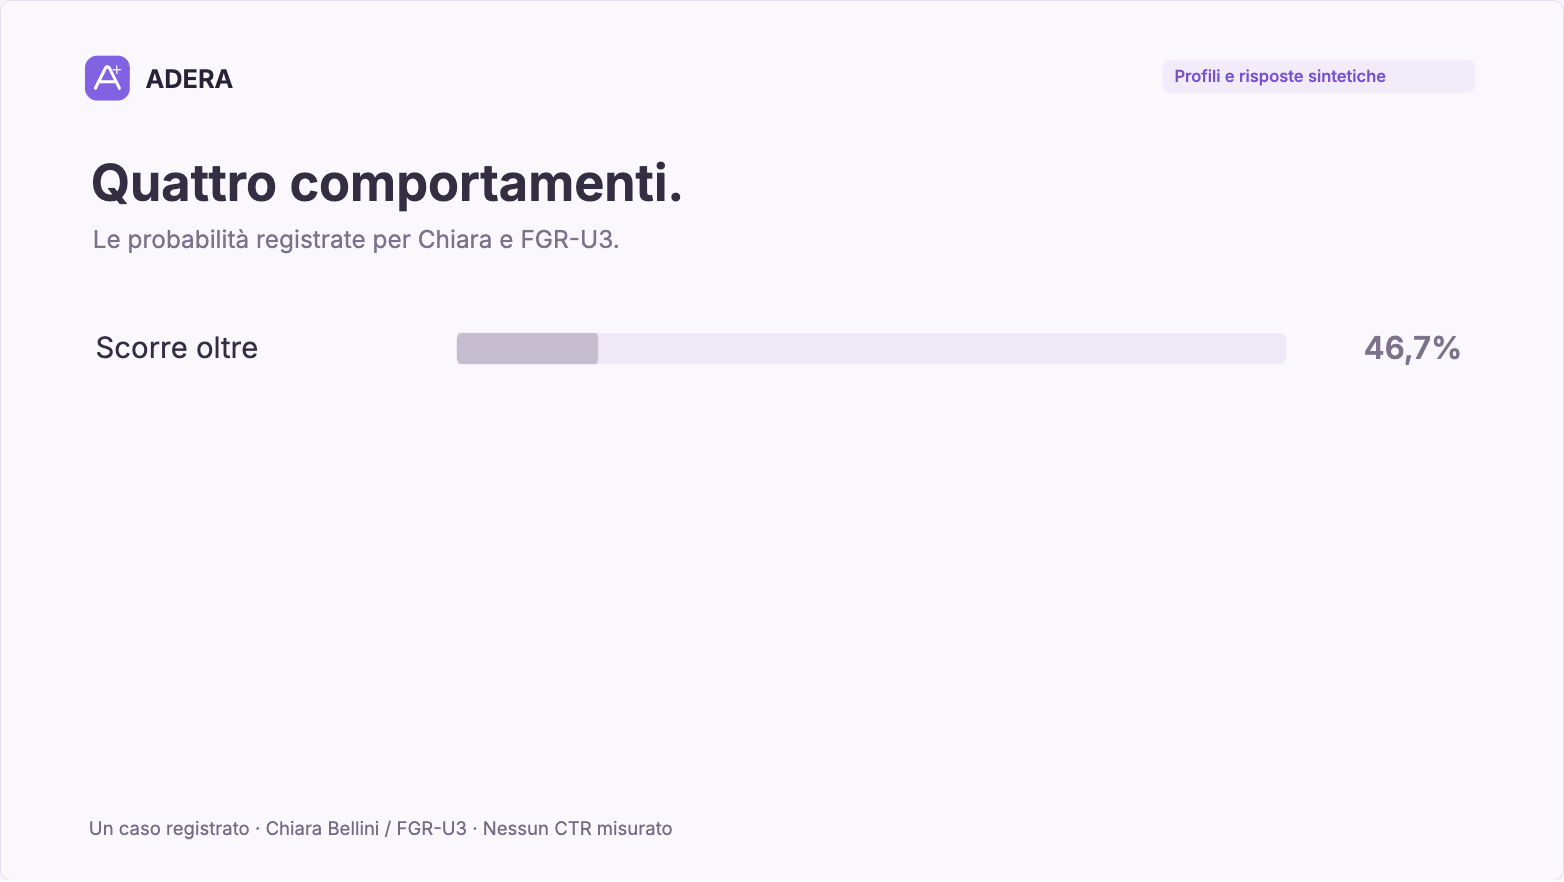 ADERA
Profili e risposte sintetiche
Quattro comportamenti.
Le probabilità registrate per Chiara e FGR-U3.
Scorre oltre 46,7%
Un caso registrato · Chiara Bellini / FGR-U3 · Nessun CTR misurato